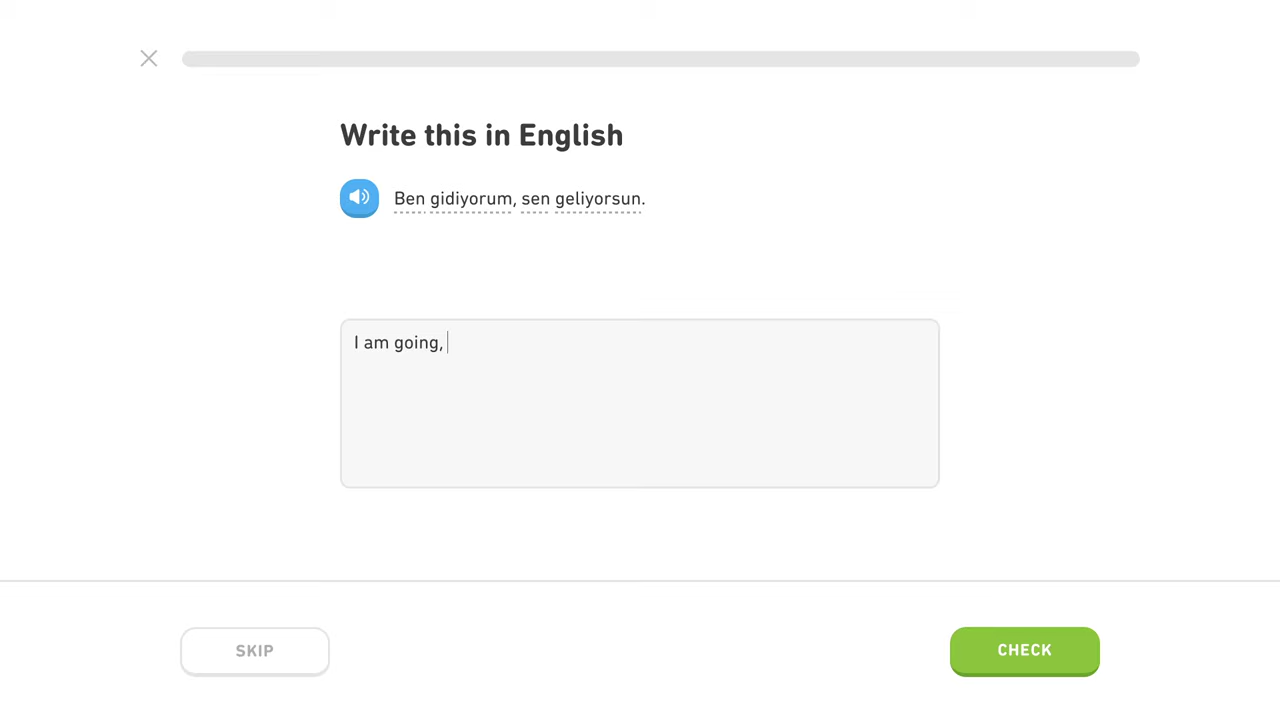 Write this in English
Ben gidiyorum, sen geliyorsun.
I am going,
SKIP
CHECK